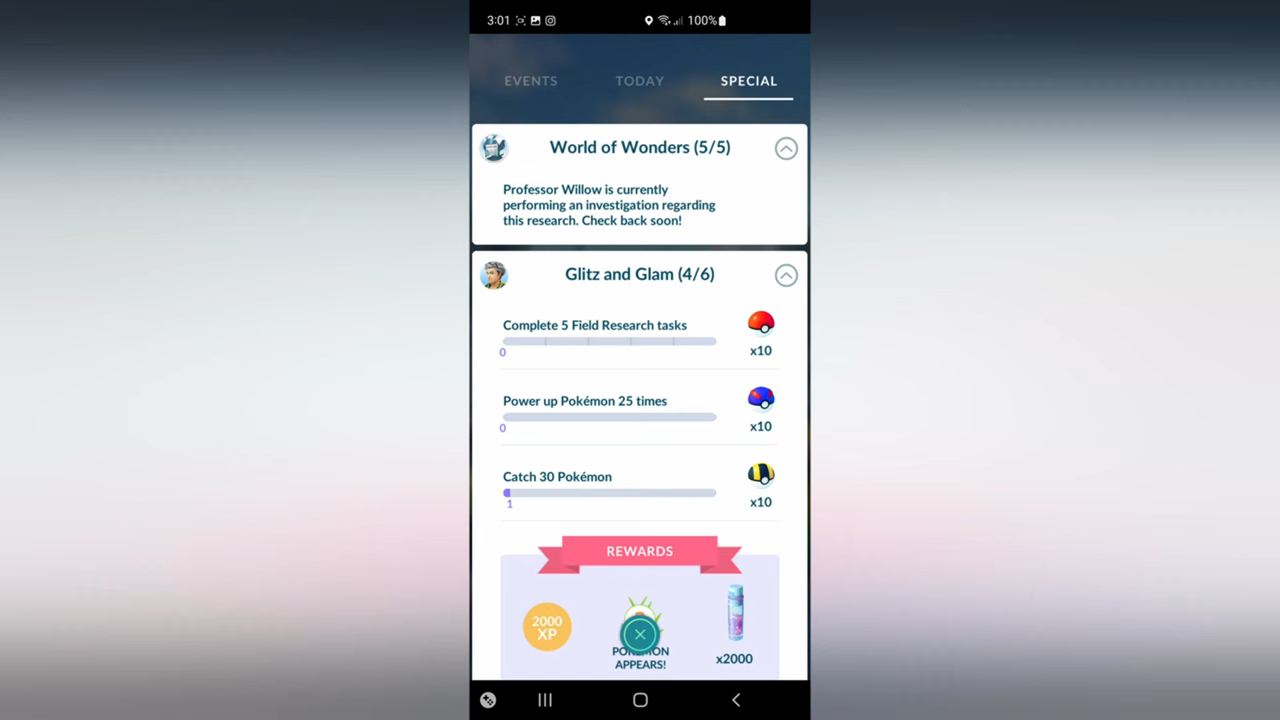 3:01
100%
EVENTS TODAY SPECIAL
World of Wonders (5/5)
Professor Willow is currently
performing an investigation regarding
this research. Check back soon!
Glitz and Glam (4/6)
Complete 5 Field Research tasks
0
x10
Power up Pokémon 25 times
0
x10
Catch 30 Pokémon
1
x10
REWARDS
2000
XP
POKÉMON
APPEARS!
x2000